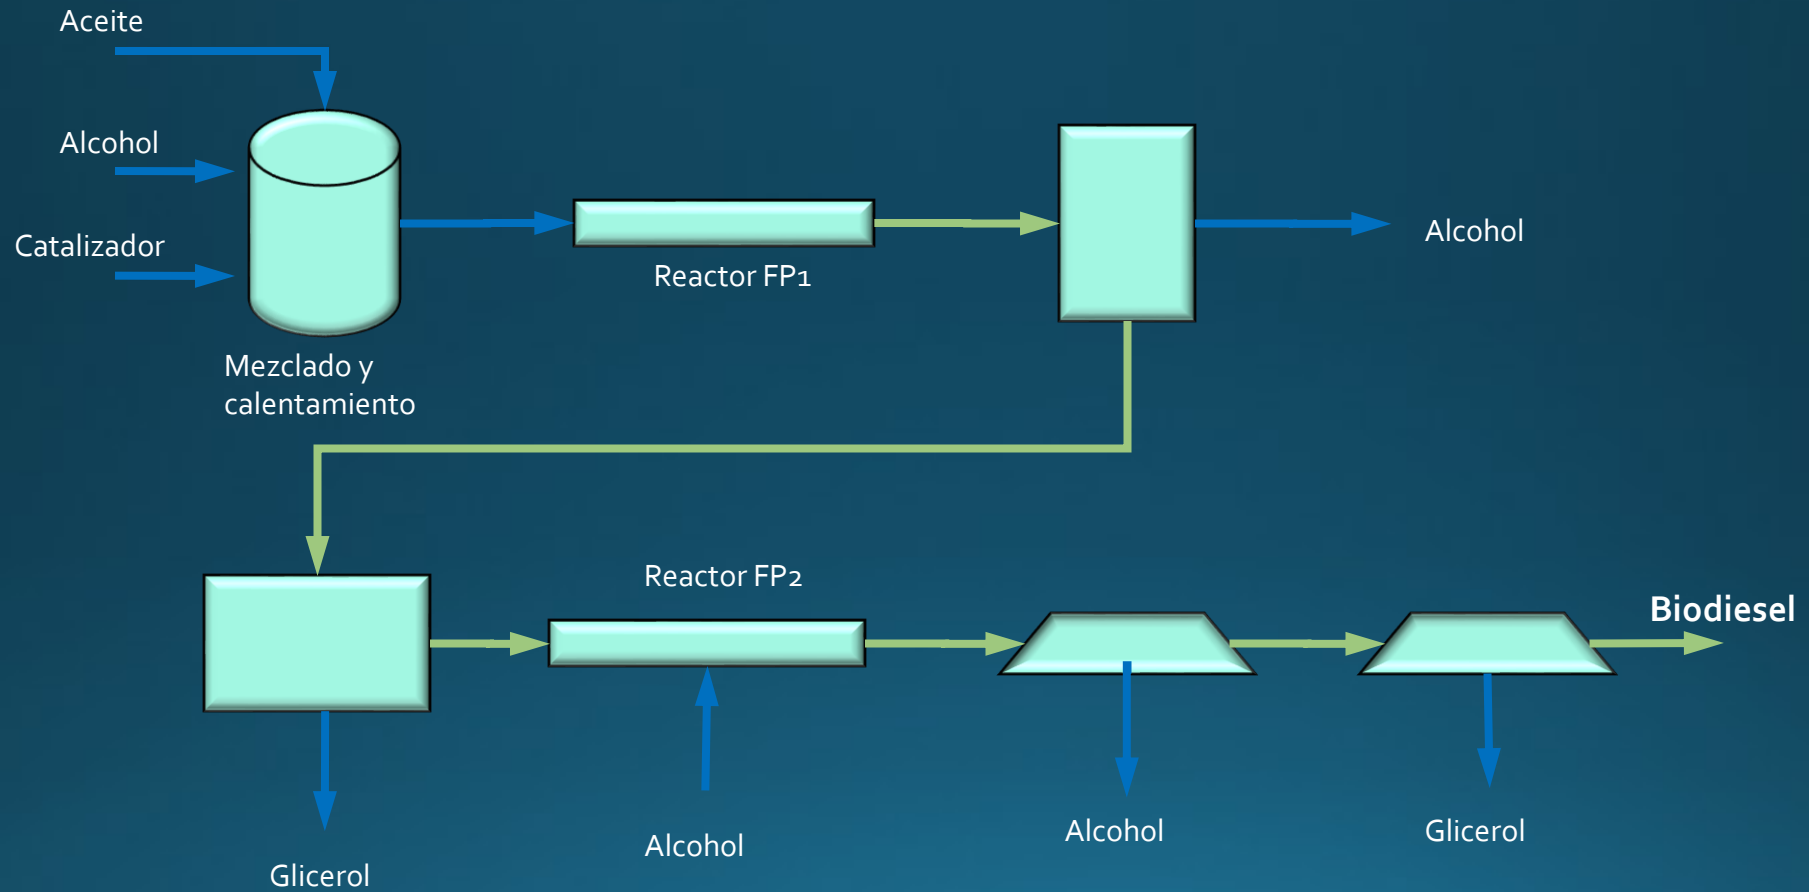 Aceite
Alcohol
Catalizador
Mezclado y
calentamiento
Reactor FP1
Alcohol
Reactor FP2
Biodiesel
Glicerol
Alcohol
Alcohol
Glicerol